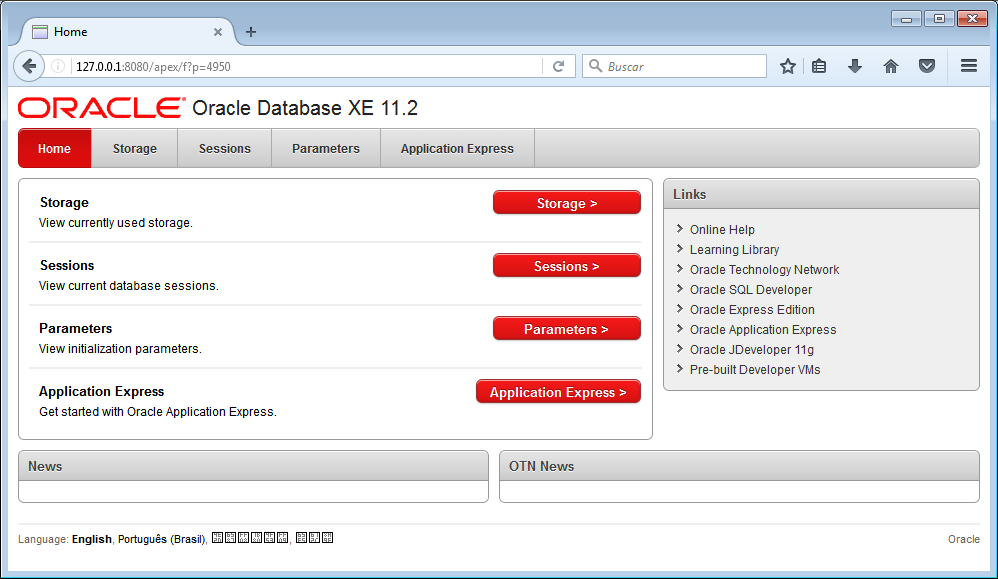 Home
127.0.0.1:8080/apex/f?p=4950
Buscar
ORACLE Oracle Database XE 11.2
Home Storage Sessions Parameters Application Express
Storage
View currently used storage.
Storage >
Sessions
View current database sessions.
Sessions >
Parameters
View initialization parameters.
Parameters >
Application Express
Get started with Oracle Application Express.
Application Express >
Links
Online Help
Learning Library
Oracle Technology Network
Oracle SQL Developer
Oracle Express Edition
Oracle Application Express
Oracle JDeveloper 11g
Pre-built Developer VMs
News
OTN News
Language: English, Português (Brasil),
Oracle